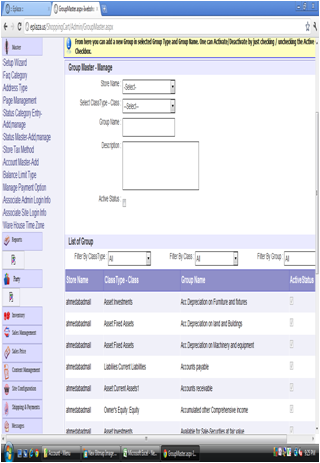 Eplaza
GroupMaster.aspx
eplaza.us/ShoppingCart/Admin/GroupMaster.aspx
From here you can add a new Group in selected Group Type and Group Name. One can Activate/Deactivate by just checking / unchecking the Active
Checkbox.
Master
Setup Wizard
Faq Category
Address Type
Page Management
Status Category Entry-
Add,manage
Status Master-Add,manage
Store Tax Method
Account Master-Add
Balance Limit Type
Manage Payment Option
Associate Admin Login Info
Associate Site Login Info
Ware House Time Zone
Reports
Party
Inventory
Sales Management
Sales Price
Content Management
Site Configuration
Shipping & Payments
Messages
Group Master - Manage
Store Name
-Select-
Select ClassType - Class
--Select--
Group Name
Description
Active Status
List of Group
Filter By ClassType All
Filter By Class All
Filter By Group All
Store Name ClassType - Class Group Name ActiveStatus
ahmedabadmall Asset:Investments Acc.Depreciation on Furniture and fixtures
ahmedabadmall Asset:Fixed Assets Acc.Depreciation on land and Buildings
ahmedabadmall Asset:Fixed Assets Acc.Depreciation on Machinery and equipment
ahmedabadmall Liabilities:Current Liabilities Accounts payable
ahmedabadmall Asset:Current Assets1 Accounts receivable
ahmedabadmall Owner's Equity: Equity Accumulated other Comprehensive income
ahmedabadmall Asset:Investments Available for Sale-Securities at fair value
Account - Menu
New Bitmap Image...
Microsoft Excel - Ne...
GroupMaster.aspx-I...